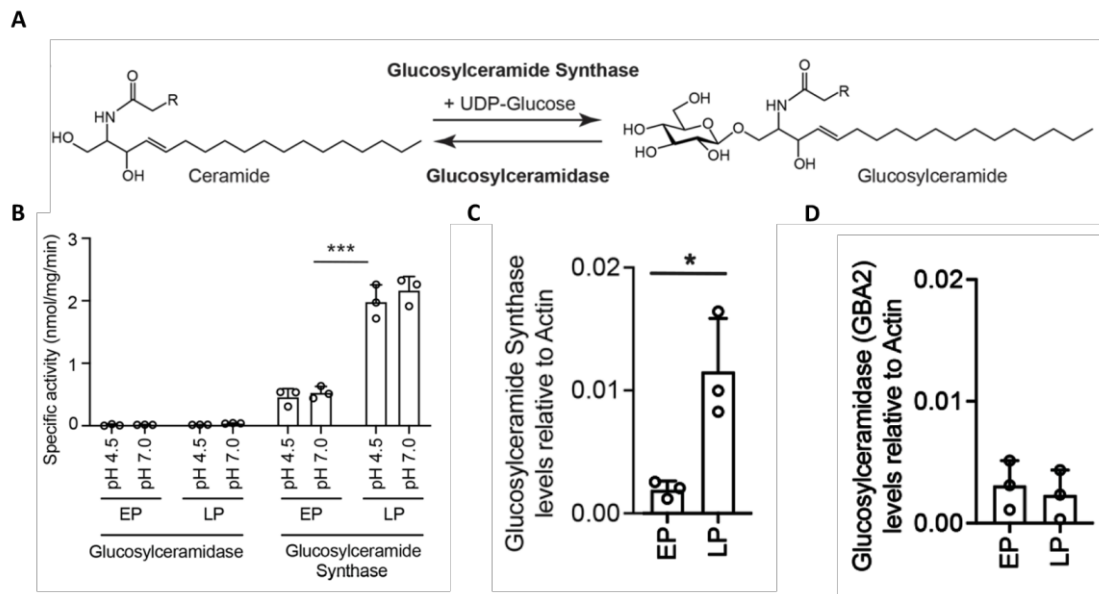 A
Glucosylceramide Synthase
+ UDP-Glucose
Glucosylceramidase
O
R
HN
HO
OH
Ceramide
OH
O
HO
HO
OH
O
O
HN
R
OH
Glucosylceramide
B
Specific activity (nmol/mg/min)
3
2
1
0
***
pH 4.5
pH 7.0
pH 4.5
pH 7.0
pH 4.5
pH 7.0
pH 4.5
pH 7.0
EP
LP
EP
LP
Glucosylceramidase
Glucosylceramide
Synthase
C
Glucosylceramide Synthase
levels relative to Actin
0.02
0.01
0.00
*
EP
LP
D
Glucosylceramidase (GBA2)
levels relative to Actin
0.02
0.01
0.00
EP
LP